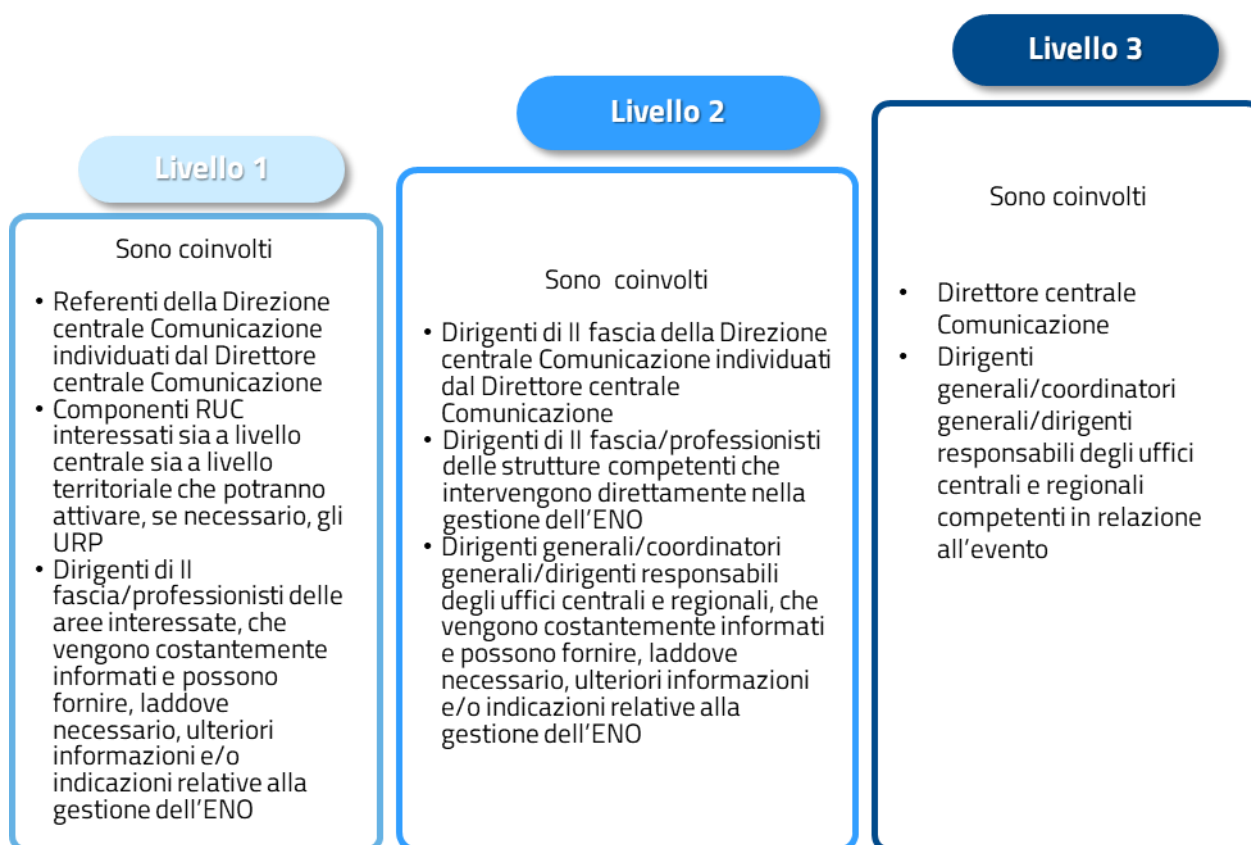 Livello 1
Sono coinvolti
• Referenti della Direzione
centrale Comunicazione
individuati dal Direttore
centrale Comunicazione
• Componenti RUC
interessati sia a livello
centrale sia a livello
territoriale che potranno
attivare, se necessario, gli
URP
• Dirigenti di II
fascia/professionisti delle
aree interessate, che
vengono costantemente
informati e possono
fornire, laddove
necessario, ulteriori
informazioni e/o
indicazioni relative alla
gestione dell’ENO
Livello 2
Sono coinvolti
• Dirigenti di II fascia della Direzione
centrale Comunicazione individuati
dal Direttore centrale
Comunicazione
• Dirigenti di II fascia/professionisti
delle strutture competenti che
intervengono direttamente nella
gestione dell’ENO
• Dirigenti generali/coordinatori
generali/dirigenti responsabili
degli uffici centrali e regionali, che
vengono costantemente informati
e possono fornire, laddove
necessario, ulteriori informazioni
e/o indicazioni relative alla
gestione dell’ENO
Livello 3
Sono coinvolti
• Direttore centrale
Comunicazione
• Dirigenti
generali/coordinatori
generali/dirigenti
responsabili degli uffici
centrali e regionali
competenti in relazione
all’evento